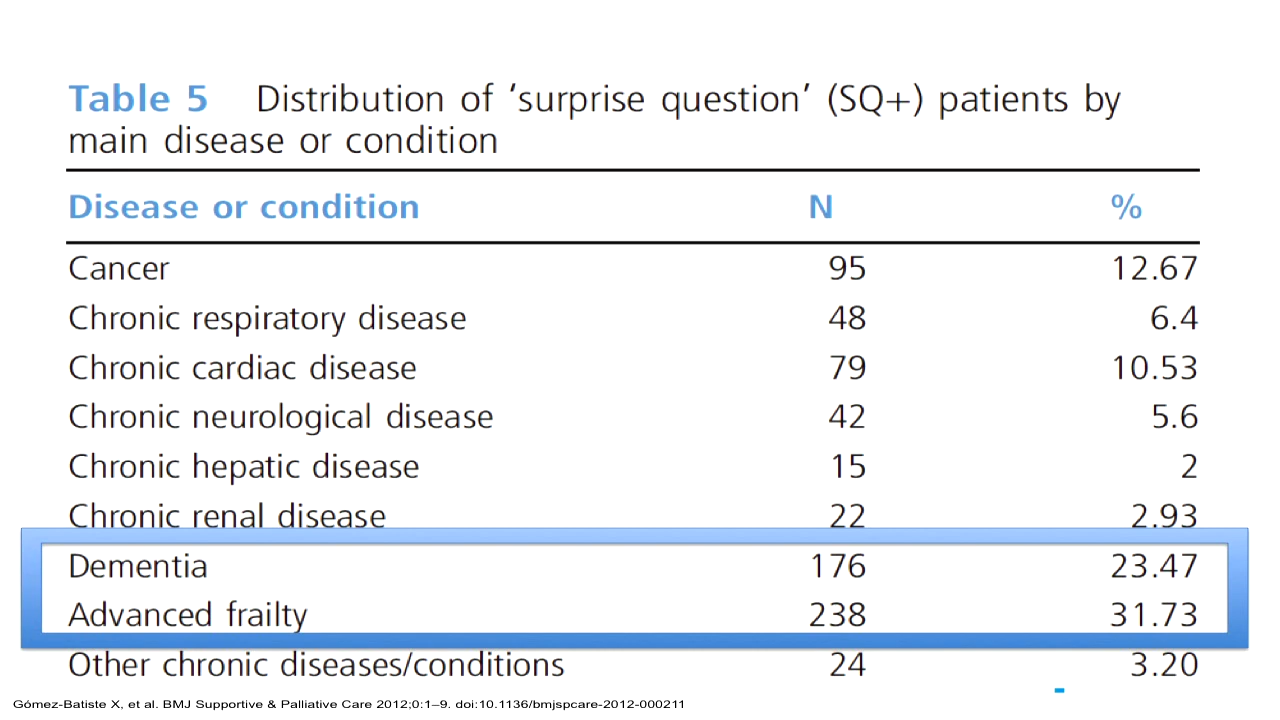 Table 5 Distribution of ‘surprise question’ (SQ+) patients by
main disease or condition
Disease or condition N %
Cancer 95 12.67
Chronic respiratory disease 48 6.4
Chronic cardiac disease 79 10.53
Chronic neurological disease 42 5.6
Chronic hepatic disease 15 2
Chronic renal disease 22 2.93
Dementia 176 23.47
Advanced frailty 238 31.73
Other chronic diseases/conditions 24 3.20
Gómez-Batiste X, et al. BMJ Supportive & Palliative Care 2012;0:1–9. doi:10.1136/bmjspcare-2012-000211